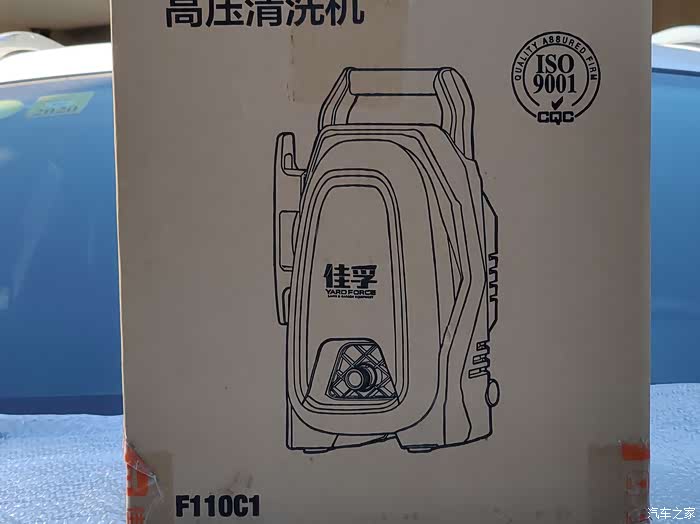 高压清洗机
QUALITY ASSURED FIRM
ISO
9001
CQC
佳孚
YARD FORCE
F110C1
2020
汽车之家